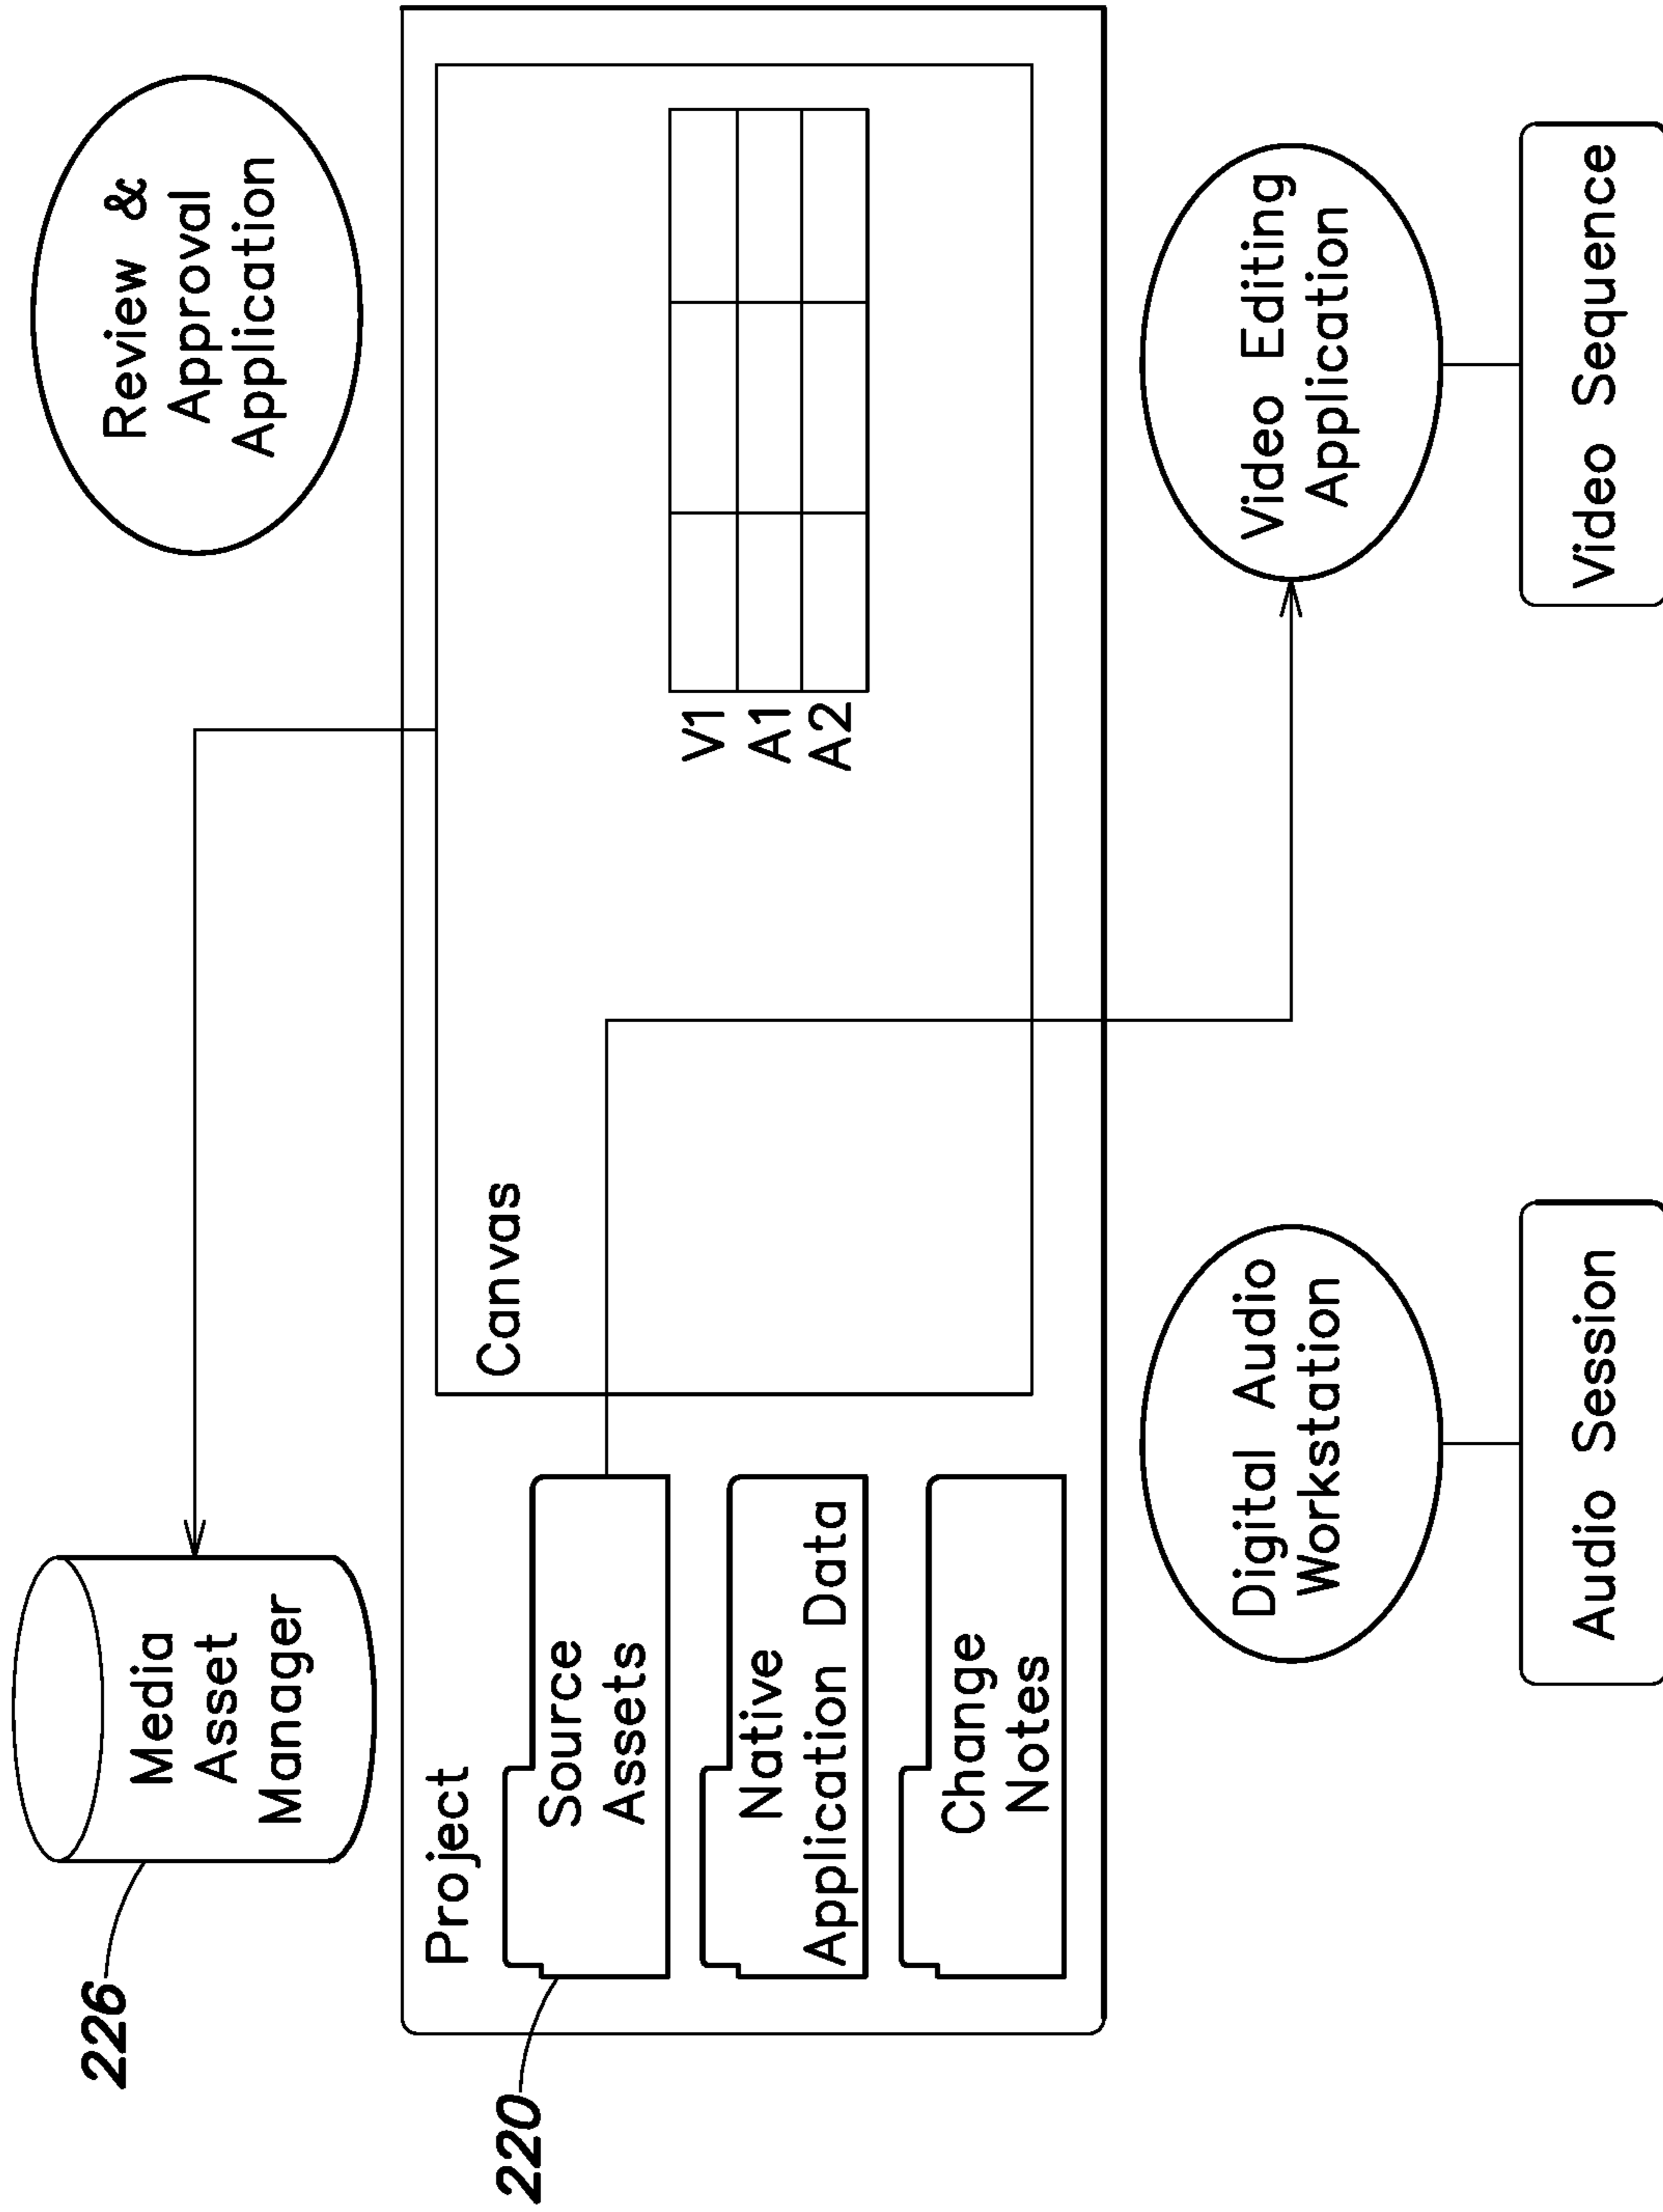 226
Media
Asset
Manager
Review &
Approval
Application
220
Project
Source
Assets
Native
Application Data
Change
Notes
Canvas
V1
A1
A2
Digital Audio
Workstation
Video Editing
Application
Audio Session
Video Sequence